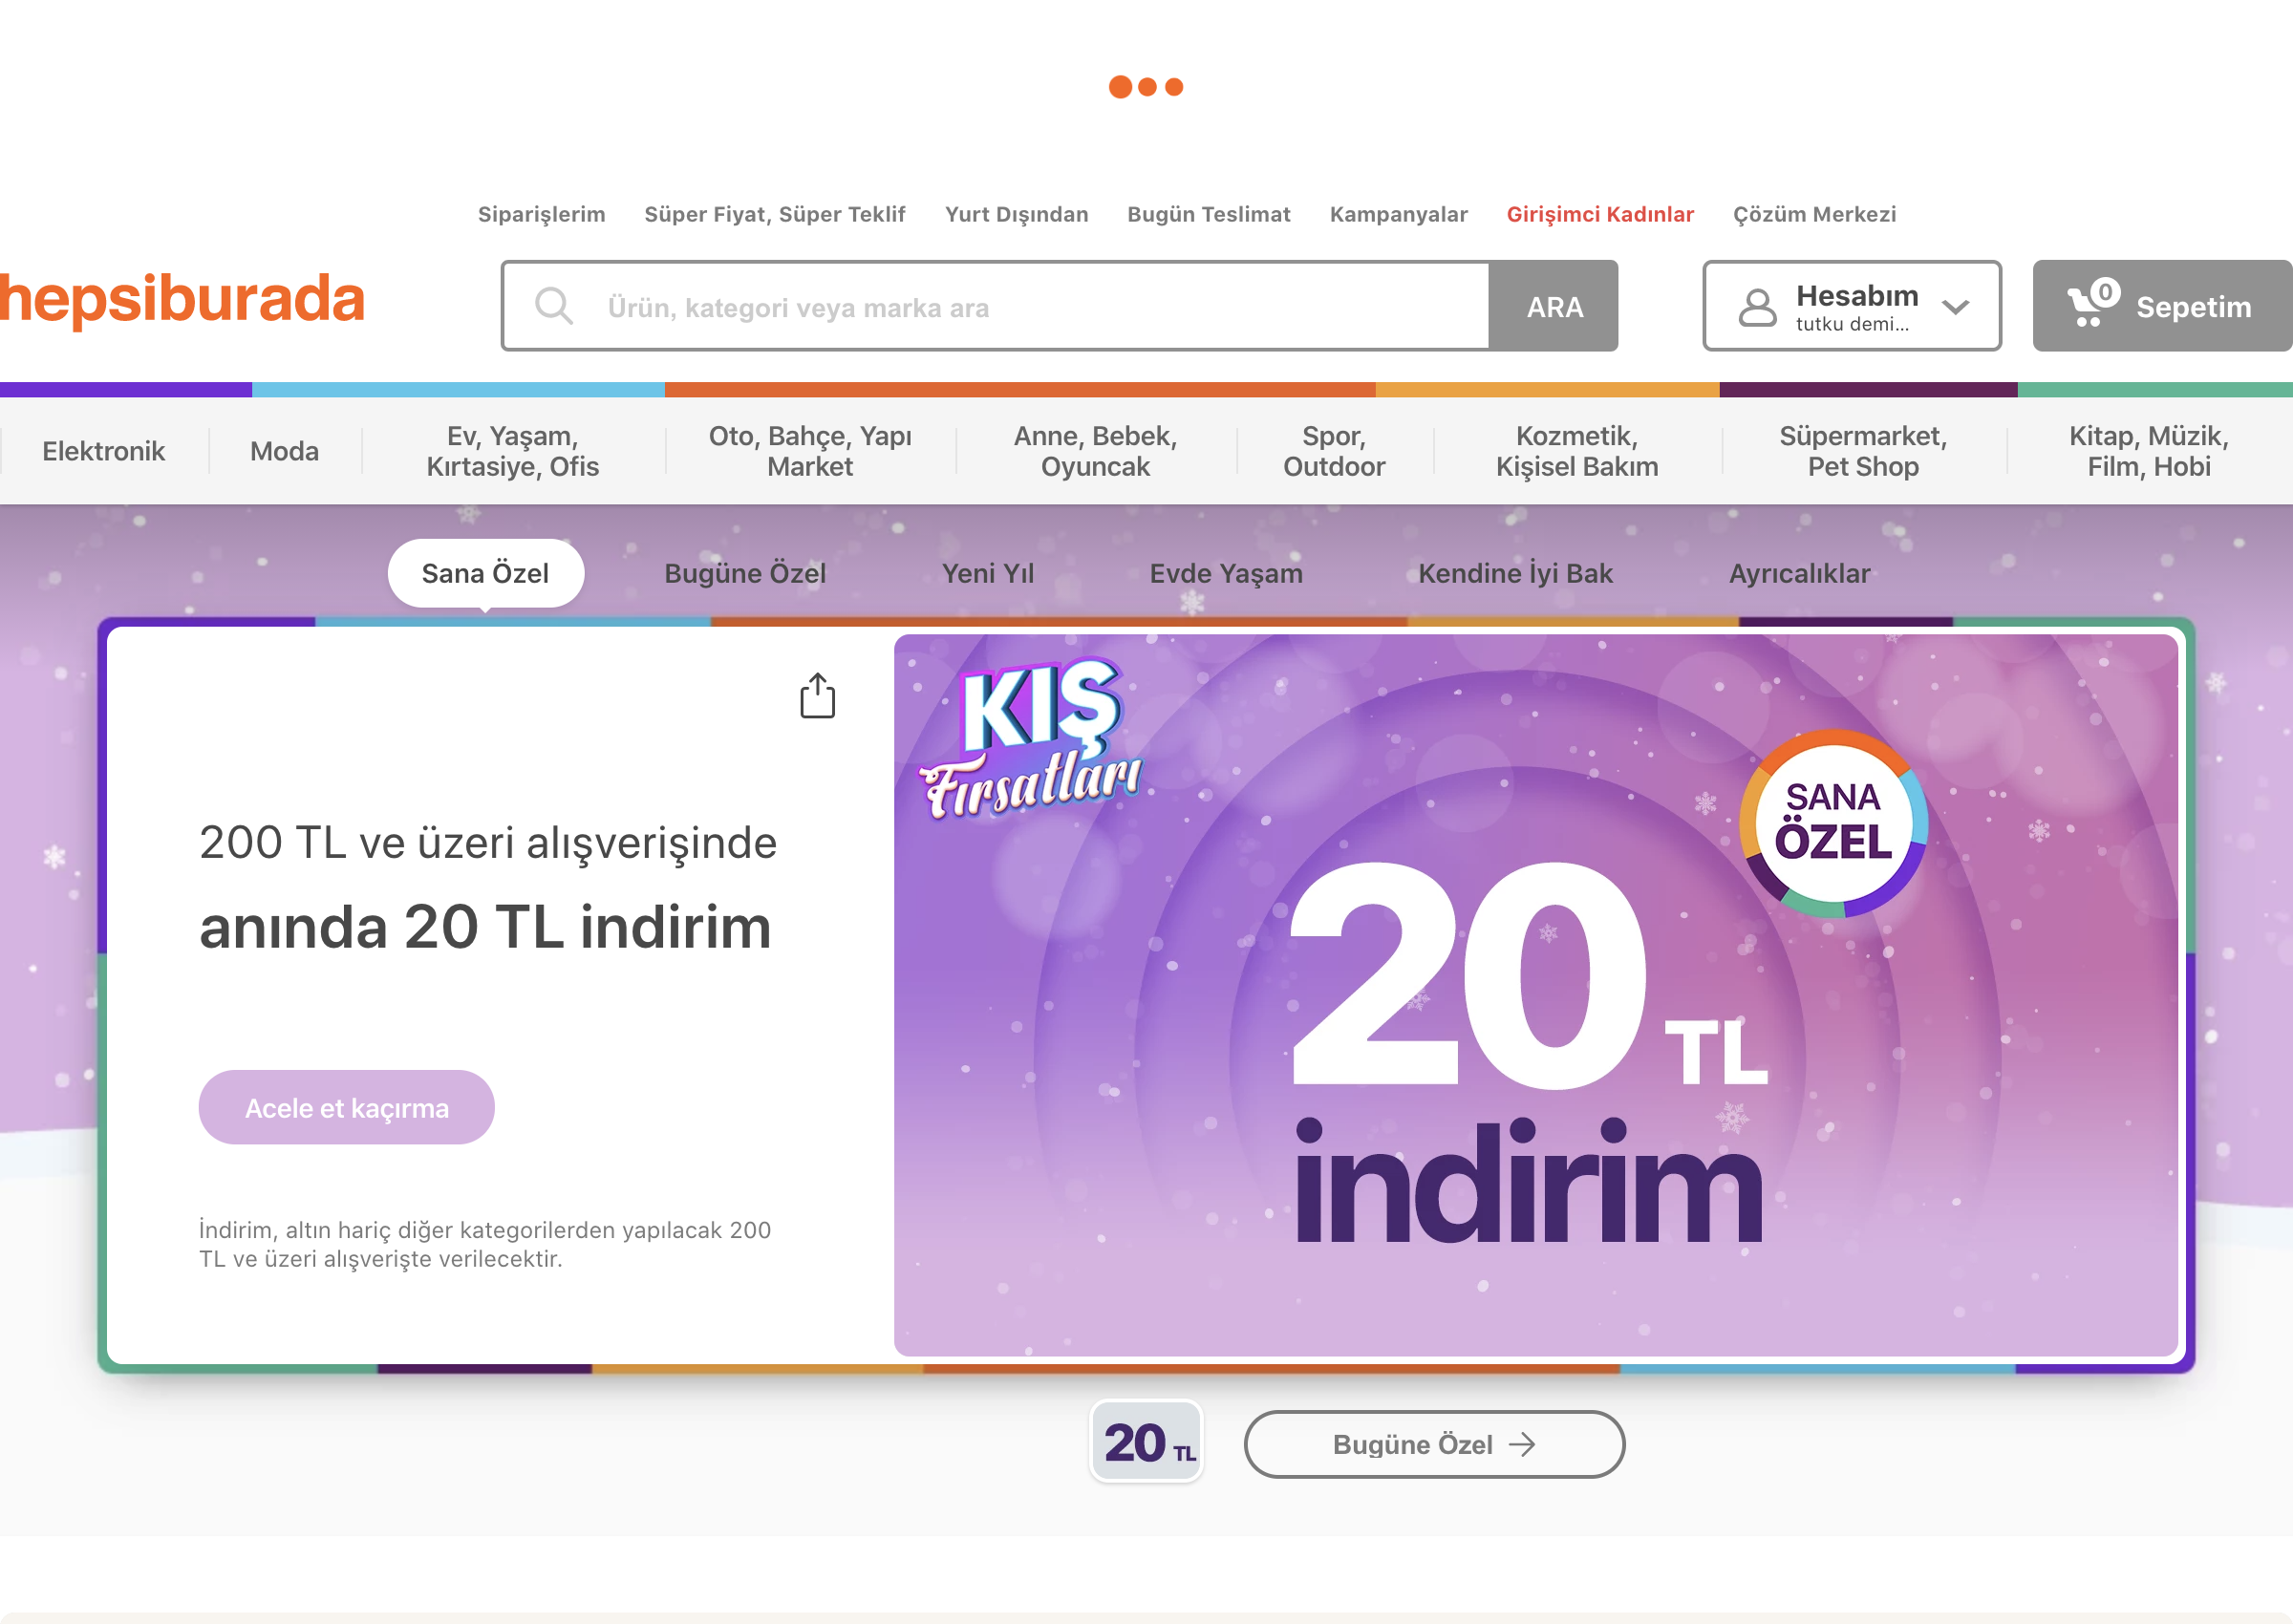 Siparişlerim Süper Fiyat, Süper Teklif Yurt Dışından Bugün Teslimat Kampanyalar Girişimci Kadınlar Çözüm Merkezi
hepsiburada
Ürün, kategori veya marka ara
ARA
Hesabım
tutku demi...
0
Sepetim
Elektronik
Moda
Ev, Yaşam,
Kırtasiye, Ofis
Oto, Bahçe, Yapı
Market
Anne, Bebek,
Oyuncak
Spor,
Outdoor
Kozmetik,
Kişisel Bakım
Süpermarket,
Pet Shop
Kitap, Müzik,
Film, Hobi
Sana Özel Bugüne Özel Yeni Yıl Evde Yaşam Kendine İyi Bak Ayrıcalıklar
200 TL ve üzeri alışverişinde
anında 20 TL indirim
Acele et kaçırma
İndirim, altın hariç diğer kategorilerden yapılacak 200
TL ve üzeri alışverişte verilecektir.
KIŞ
Fırsatları
SANA
ÖZEL
20 TL
indirim
20 TL
Bugüne Özel